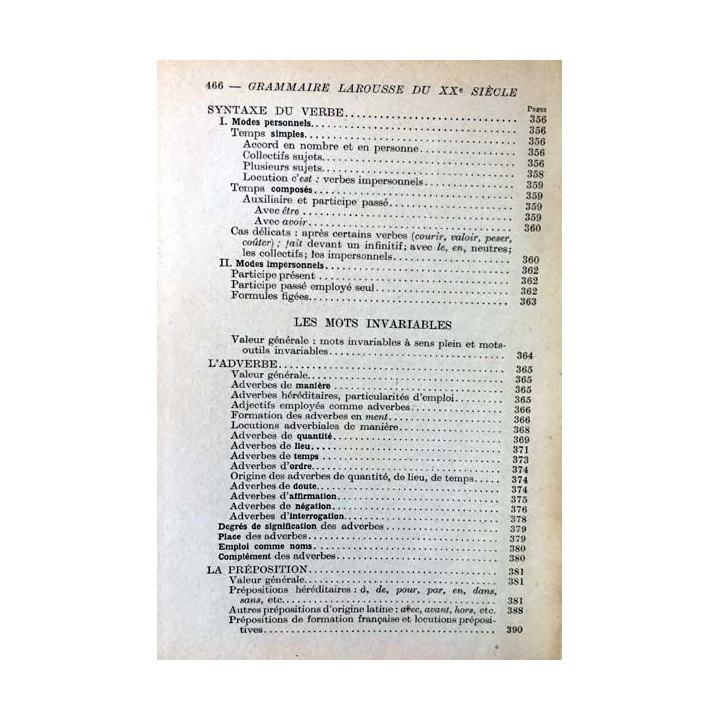 466 — GRAMMAIRE LAROUSSE DU XXe SIÈCLE
Pages
SYNTAXE DU VERBE.............................. 356
I. Modes personnels.............................. 356
Temps simples.............................. 356
Accord en nombre et en personne.................. 356
Collectifs sujets.............................. 356
Plusieurs sujets.............................. 358
Locution c'est : verbes impersonnels.................. 359
Temps composés.............................. 359
Auxiliaire et participe passé.................. 359
Avec être .............................. 359
Avec avoir.............................. 360
Cas délicats : après certains verbes (courir, valoir, peser,
coûter) ; fait devant un infinitif ; avec le, en, neutres ;
les collectifs ; les impersonnels.................. 360
II. Modes impersonnels.............................. 362
Participe présent .............................. 362
Participe passé employé seul.................. 362
Formules figées.............................. 363
LES MOTS INVARIABLES
Valeur générale : mots invariables à sens plein et mots-
outils invariables.............................. 364
L'ADVERBE.............................. 365
Valeur générale.............................. 365
Adverbes de manière .............................. 365
Adverbes héréditaires, particularités d'emploi........ 365
Adjectifs employés comme adverbes.................. 366
Formation des adverbes en ment.................. 366
Locutions adverbiales de manière.................. 368
Adverbes de quantité.............................. 369
Adverbes de lieu.............................. 371
Adverbes de temps .............................. 373
Adverbes d'ordre.............................. 374
Origine des adverbes de quantité, de lieu, de temps..... 374
Adverbes de doute.............................. 374
Adverbes d'affirmation.............................. 375
Adverbes de négation.............................. 376
Adverbes d'interrogation.............................. 378
Degrés de signification des adverbes.................. 379
Place des adverbes.............................. 379
Emploi comme noms.............................. 380
Complément des adverbes.............................. 380
LA PRÉPOSITION.............................. 381
Valeur générale.............................. 381
Prépositions héréditaires : à, de, pour, par, en, dans,
sans, etc.............................. 381
Autres prépositions d'origine latine : avec, avant, hors, etc. 388
Prépositions de formation française et locutions préposi-
tives.............................. 390